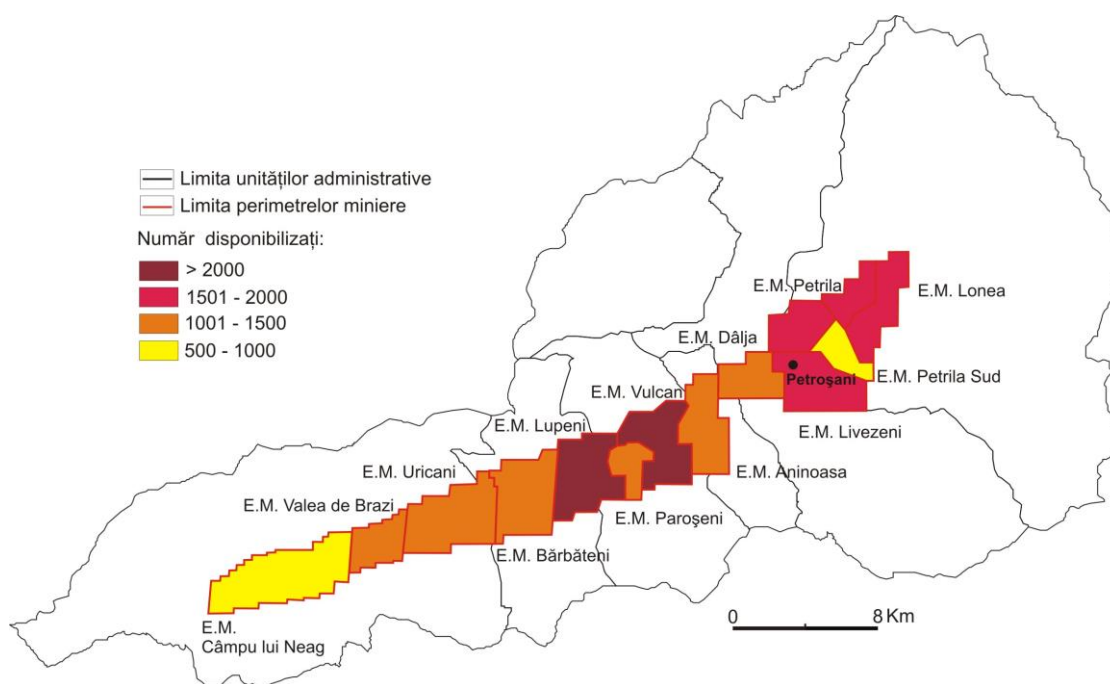 Limita unităților administrative
Limita perimetrelor miniere
Număr disponibilizați:
> 2000
1501 - 2000
1001 - 1500
500 - 1000
E.M. Petrila
E.M. Lonea
E.M. Dâlja
Petroşani
E.M. Petrila Sud
E.M. Vulcan
E.M. Livezeni
E.M. Lupeni
E.M. Uricani
E.M. Aninoasa
E.M. Valea de Brazi
E.M. Paroşeni
E.M. Bărbăteni
E.M.
Câmpu lui Neag
0 8 Km